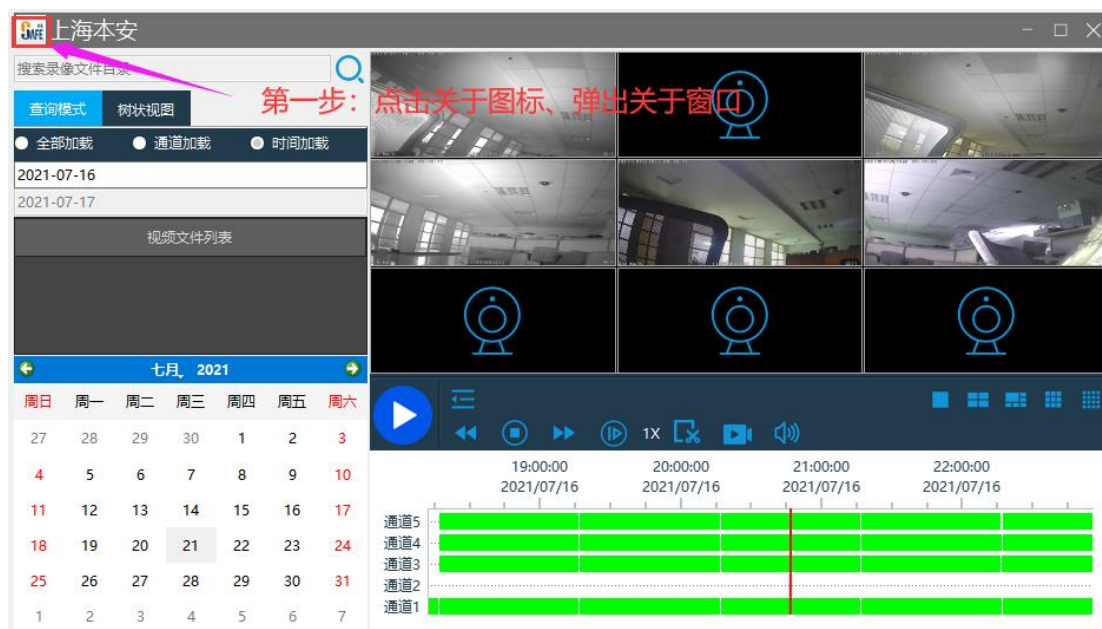 SAFE 上海本安
搜索录像文件目录
第一步：点击关于图标、弹出关于窗口
查询模式 树状视图
全部加载 通道加载 时间加载
2021-07-16
2021-07-17
视频文件列表
七月, 2021
周日 周一 周二 周三 周四 周五 周六
27 28 29 30 1 2 3
4 5 6 7 8 9 10
11 12 13 14 15 16 17
18 19 20 21 22 23 24
25 26 27 28 29 30 31
1 2 3 4 5 6 7
1X
19:00:00 20:00:00 21:00:00 22:00:00
2021/07/16 2021/07/16 2021/07/16 2021/07/16
通道5
通道4
通道3
通道2
通道1